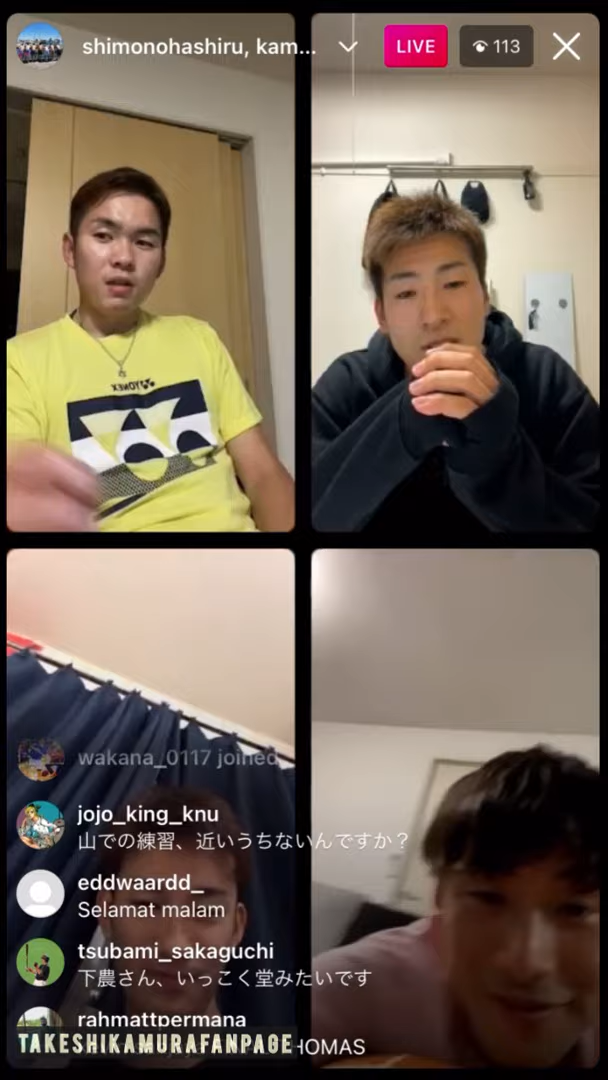 shimonohashiru, kam...
LIVE
113
YONEX
wakana_0117 joined
jojo_king_knu
山での練習、近いうちないんですか？
eddwaardd_
Selamat malam
tsubami_sakaguchi
下農さん、いっこく堂みたいです
rahmattpermana
TAKESHIKAMURAFANPAGE
HOMAS